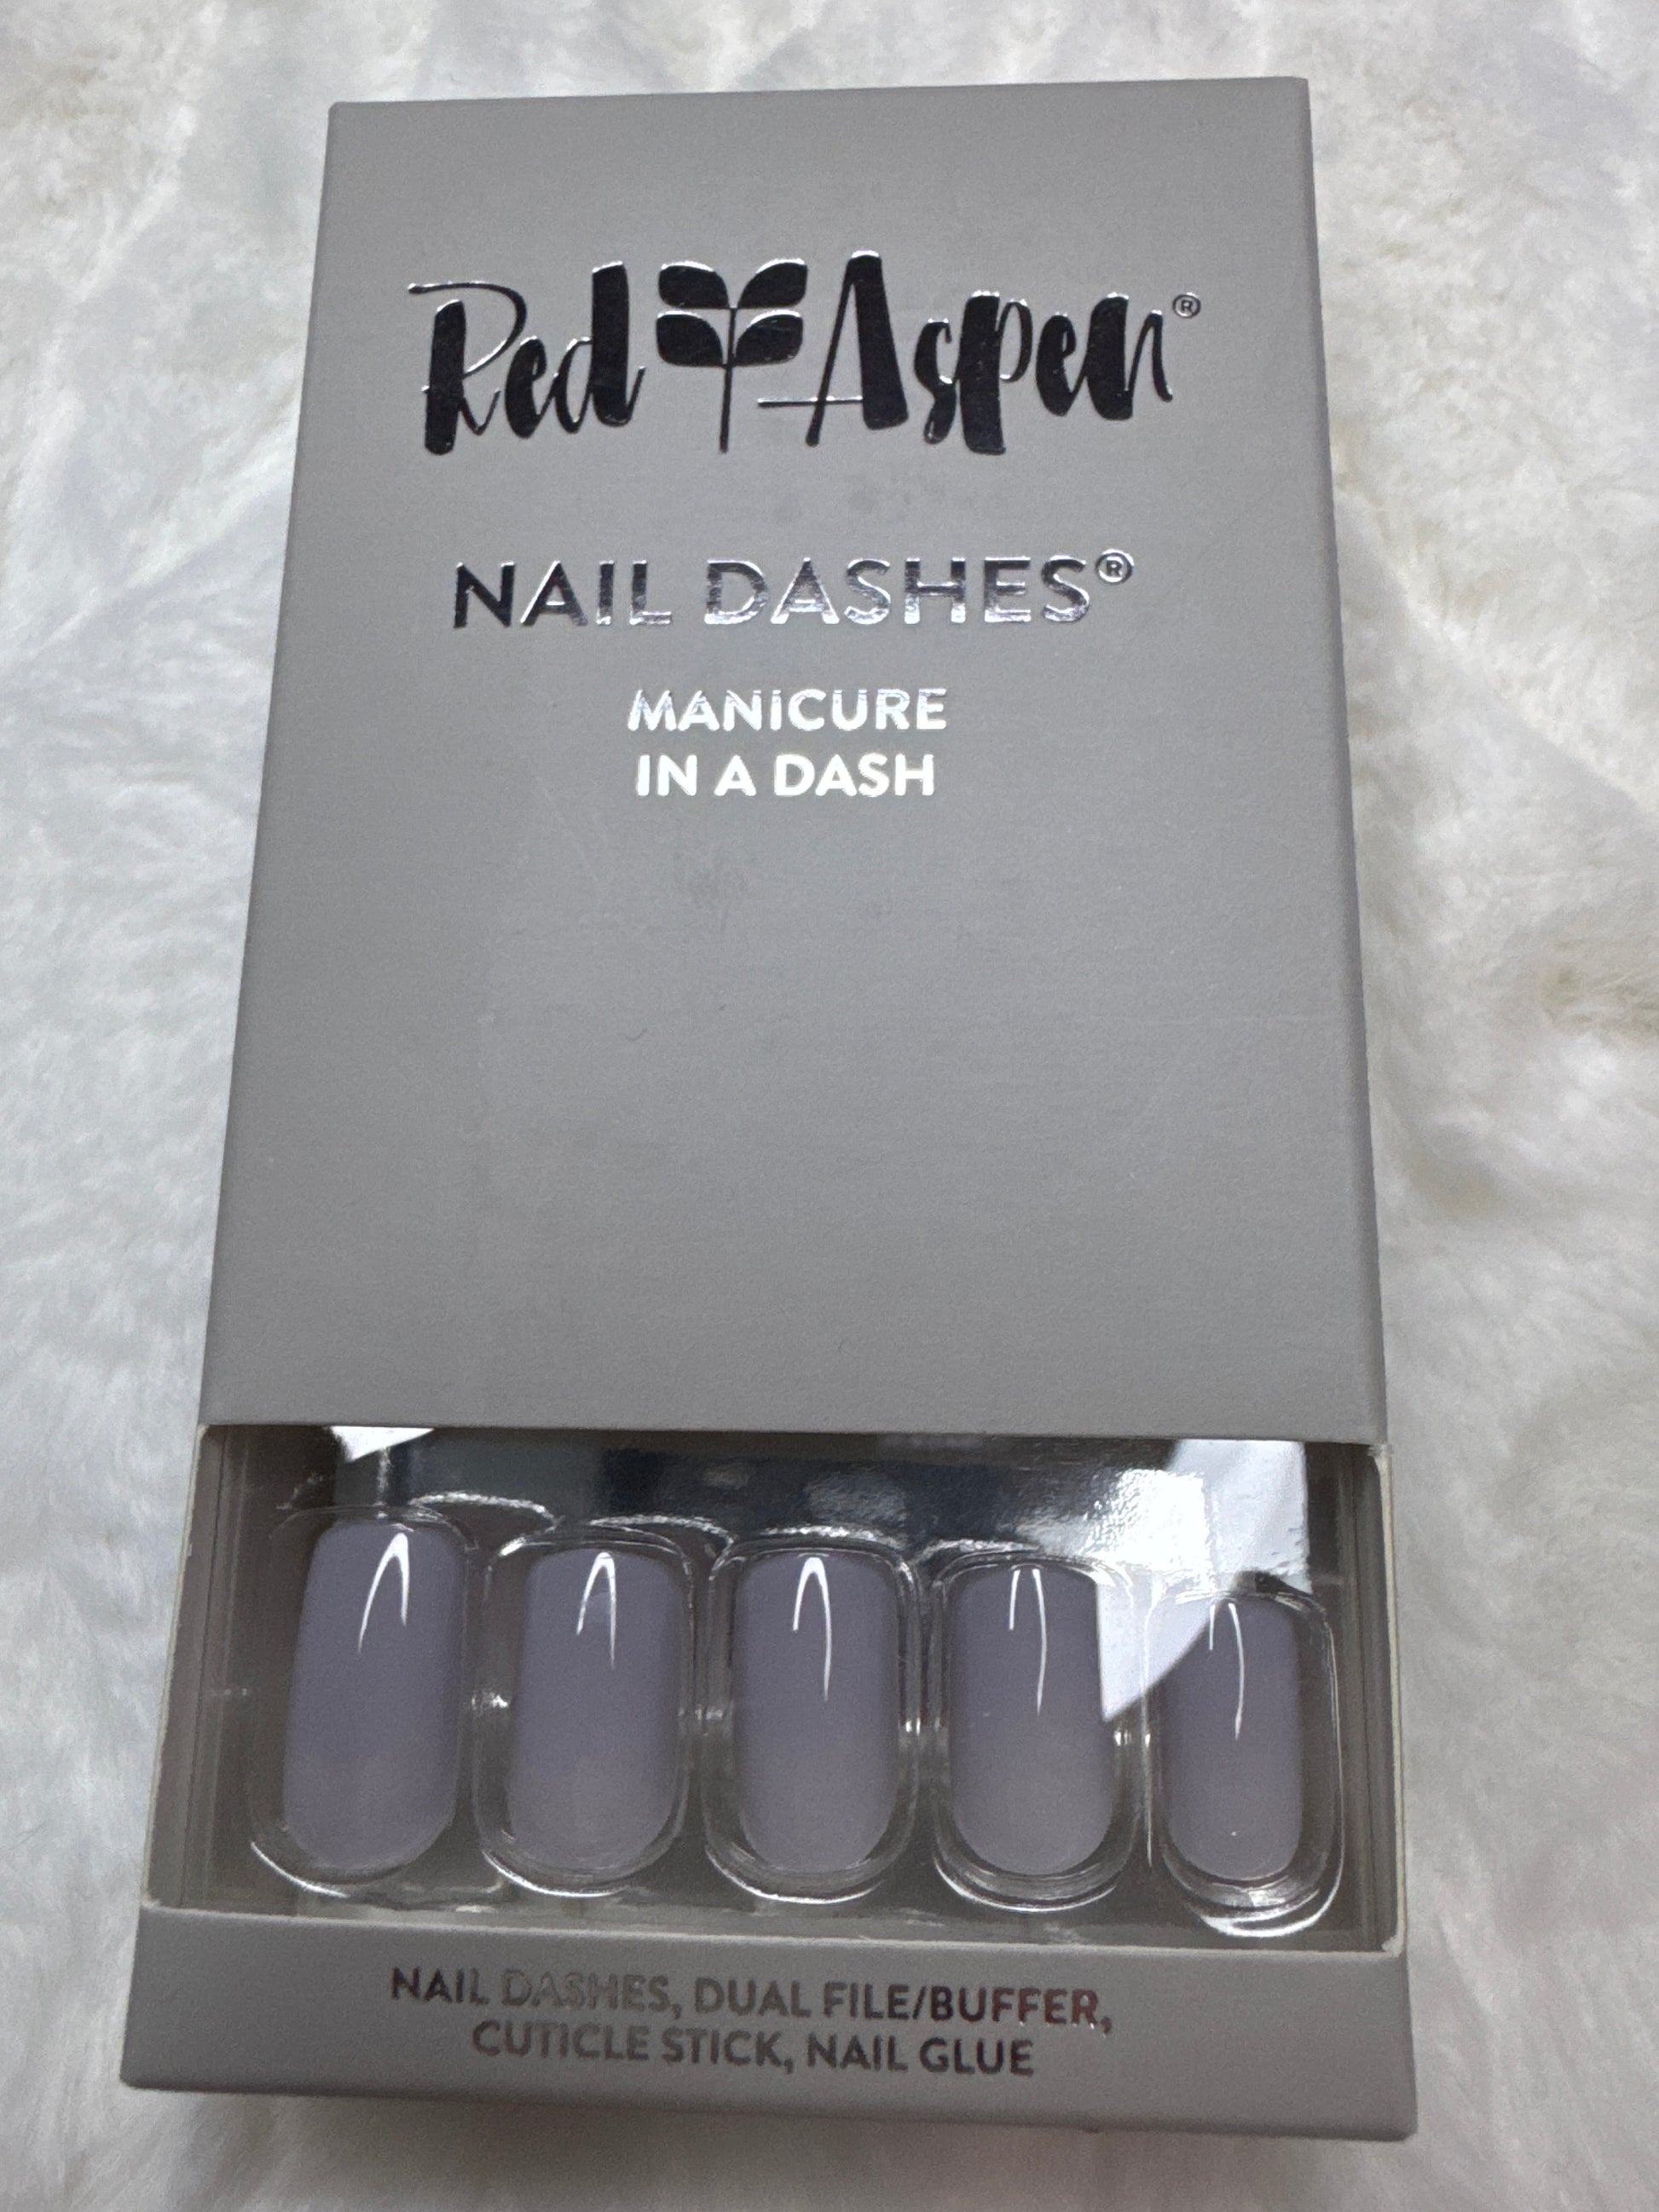 Red Aspen®
NAIL DASHES®
MANICURE
IN A DASH
NAIL DASHES, DUAL FILE/BUFFER,
CUTICLE STICK, NAIL GLUE